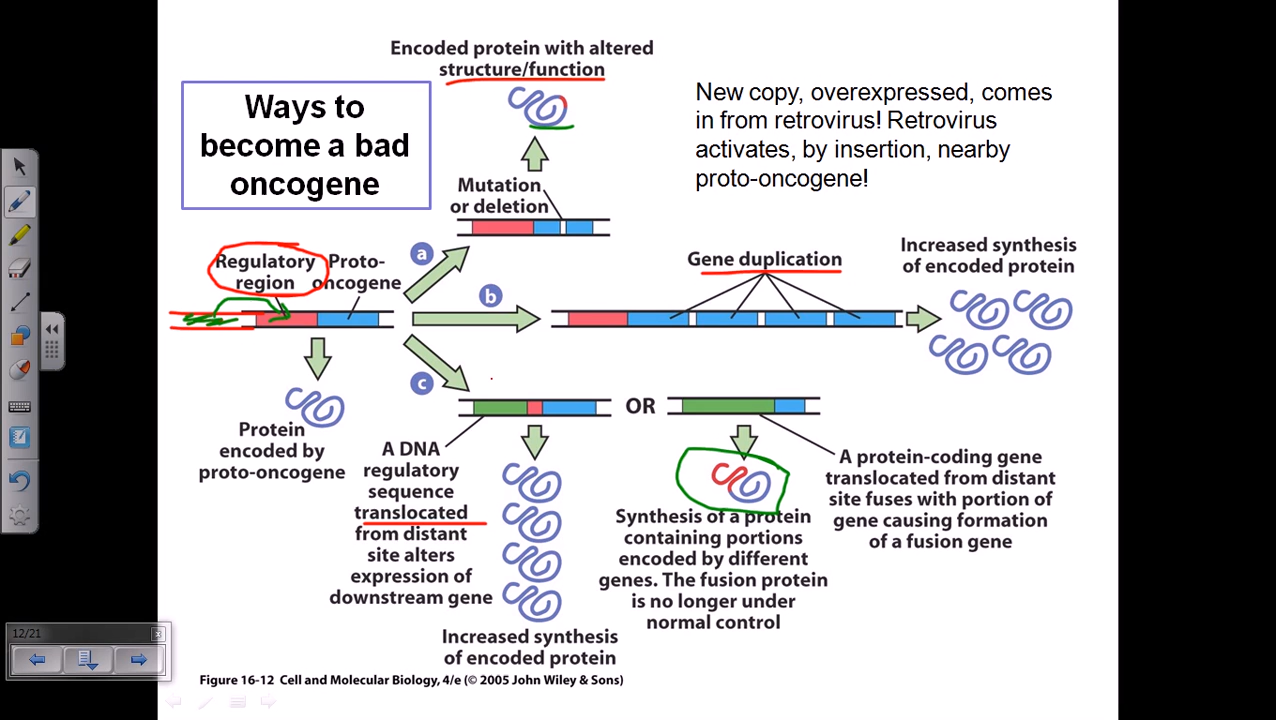 Encoded protein with altered
structure/function
Ways to
become a bad
oncogene
New copy, overexpressed, comes
in from retrovirus! Retrovirus
activates, by insertion, nearby
proto-oncogene!
Mutation
or deletion
a
Regulatory
region
Proto-
oncogene
b
Gene duplication
Increased synthesis
of encoded protein
c
Protein
encoded by
proto-oncogene
A DNA
regulatory
sequence
translocated
from distant
site alters
expression of
downstream gene
OR
Increased synthesis
of encoded protein
Synthesis of a protein
containing portions
encoded by different
genes. The fusion protein
is no longer under
normal control
A protein-coding gene
translocated from distant
site fuses with portion of
gene causing formation
of a fusion gene
12/21
Figure 16-12 Cell and Molecular Biology, 4/e (© 2005 John Wiley & Sons)